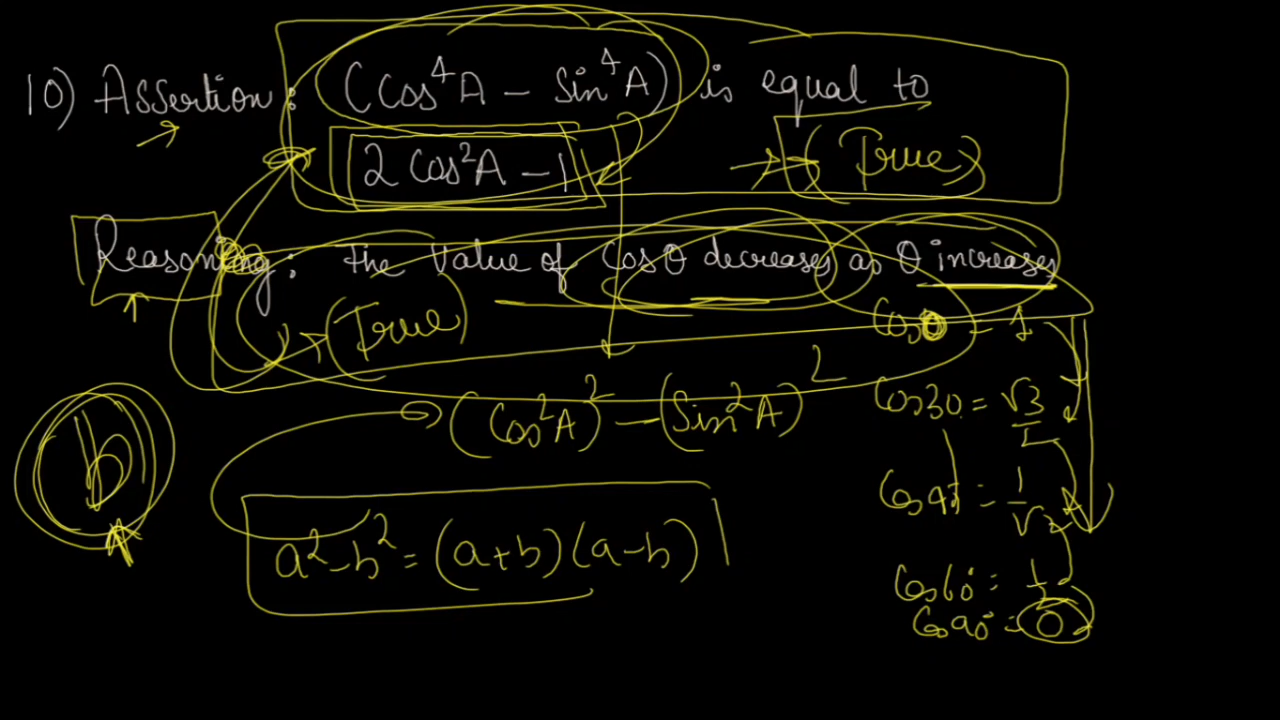 10) Assertion : (Cos⁴A - Sin⁴A) is equal to
2 Cos²A - 1 (True)
Reasoning : The Value of Cosθ decreases as θ increases
(True)
Cos0 = 1
(Cos²A)² - (Sin²A)²
Cos30 = √3/2
b
Cos45 = 1/√2
a² - b² = (a+b)(a-b)
Cos60° = 1/2
Cos90° = 0